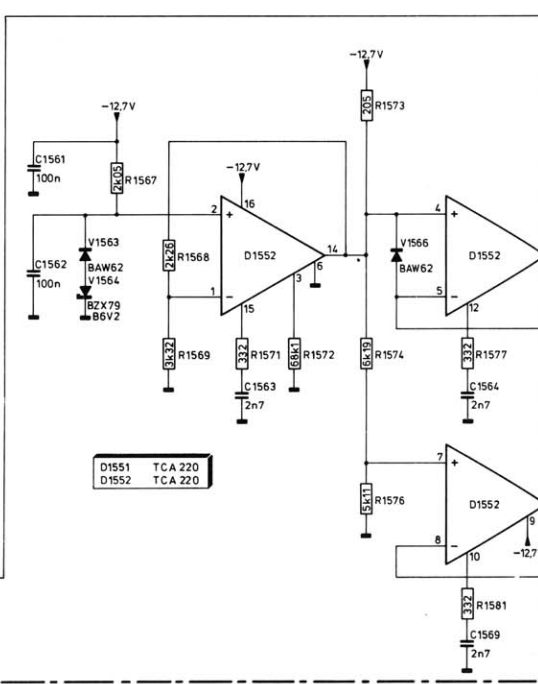 -12,7V
-12,7V
205
R1573
C1561
100n
2k05
R1567
-12,7V
16
2
+
14
4
+
V1563
BAW62
V1564
BZX79
B6V2
C1562
100n
2k26
R1568
D1552
6
3
V1566
BAW62
D1552
1
-
15
5
-
12
3k32
R1569
332
R1571
68k1
R1572
6k19
R1574
332
R1577
C1563
2n7
C1564
2n7
D1551 TCA 220
D1552 TCA 220
7
+
5k11
R1576
D1552
9
8
-
10
-12,7
332
R1581
C1569
2n7